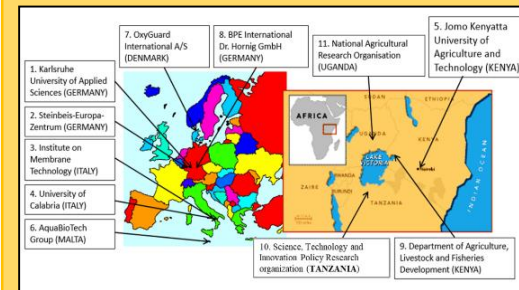 7. OxyGuard
International A/S
(DENMARK)
8. BPE International
Dr. Hornig GmbH
(GERMANY)
11. National Agricultural
Research Organisation
(UGANDA)
5. Jomo Kenyatta
University of
Agriculture and
Technology (KENYA)
1. Karlsruhe
University of Applied
Sciences (GERMANY)
2. Steinbeis-Europa-
Zentrum (GERMANY)
3. Institute on
Membrane
Technology (ITALY)
4. University of
Calabria (ITALY)
6. AquaBioTech
Group (MALTA)
AFRICA
SUDAN
ETHIOPIA
UGANDA
KENYA
LAKE
VICTORIA
RWANDA
BURUNDI
ZAIRE
TANZANIA
INDIAN OCEAN
10. Science, Technology and
Innovation Policy Research
organization (TANZANIA)
9. Department of Agriculture,
Livestock and Fisheries
Development (KENYA)